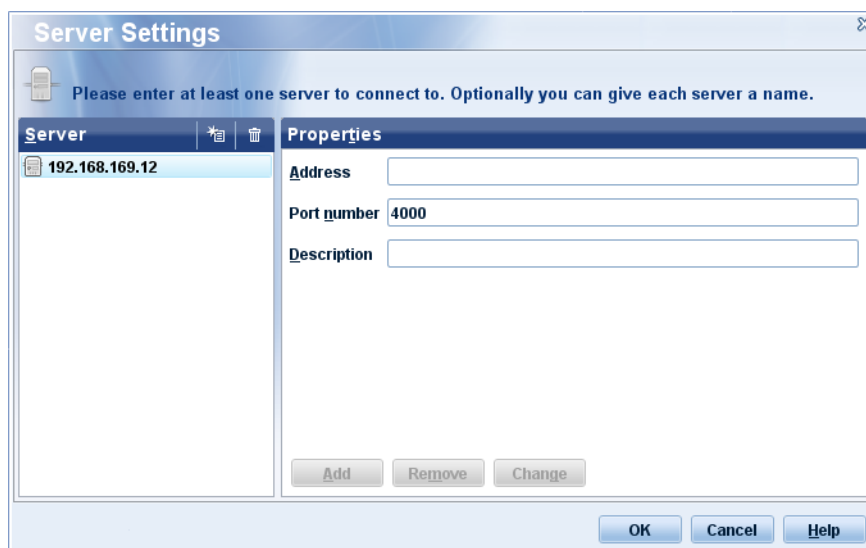 Server Settings
Please enter at least one server to connect to. Optionally you can give each server a name.
Server
Properties
192.168.169.12
Address
Port number 4000
Description
Add Remove Change
OK Cancel Help